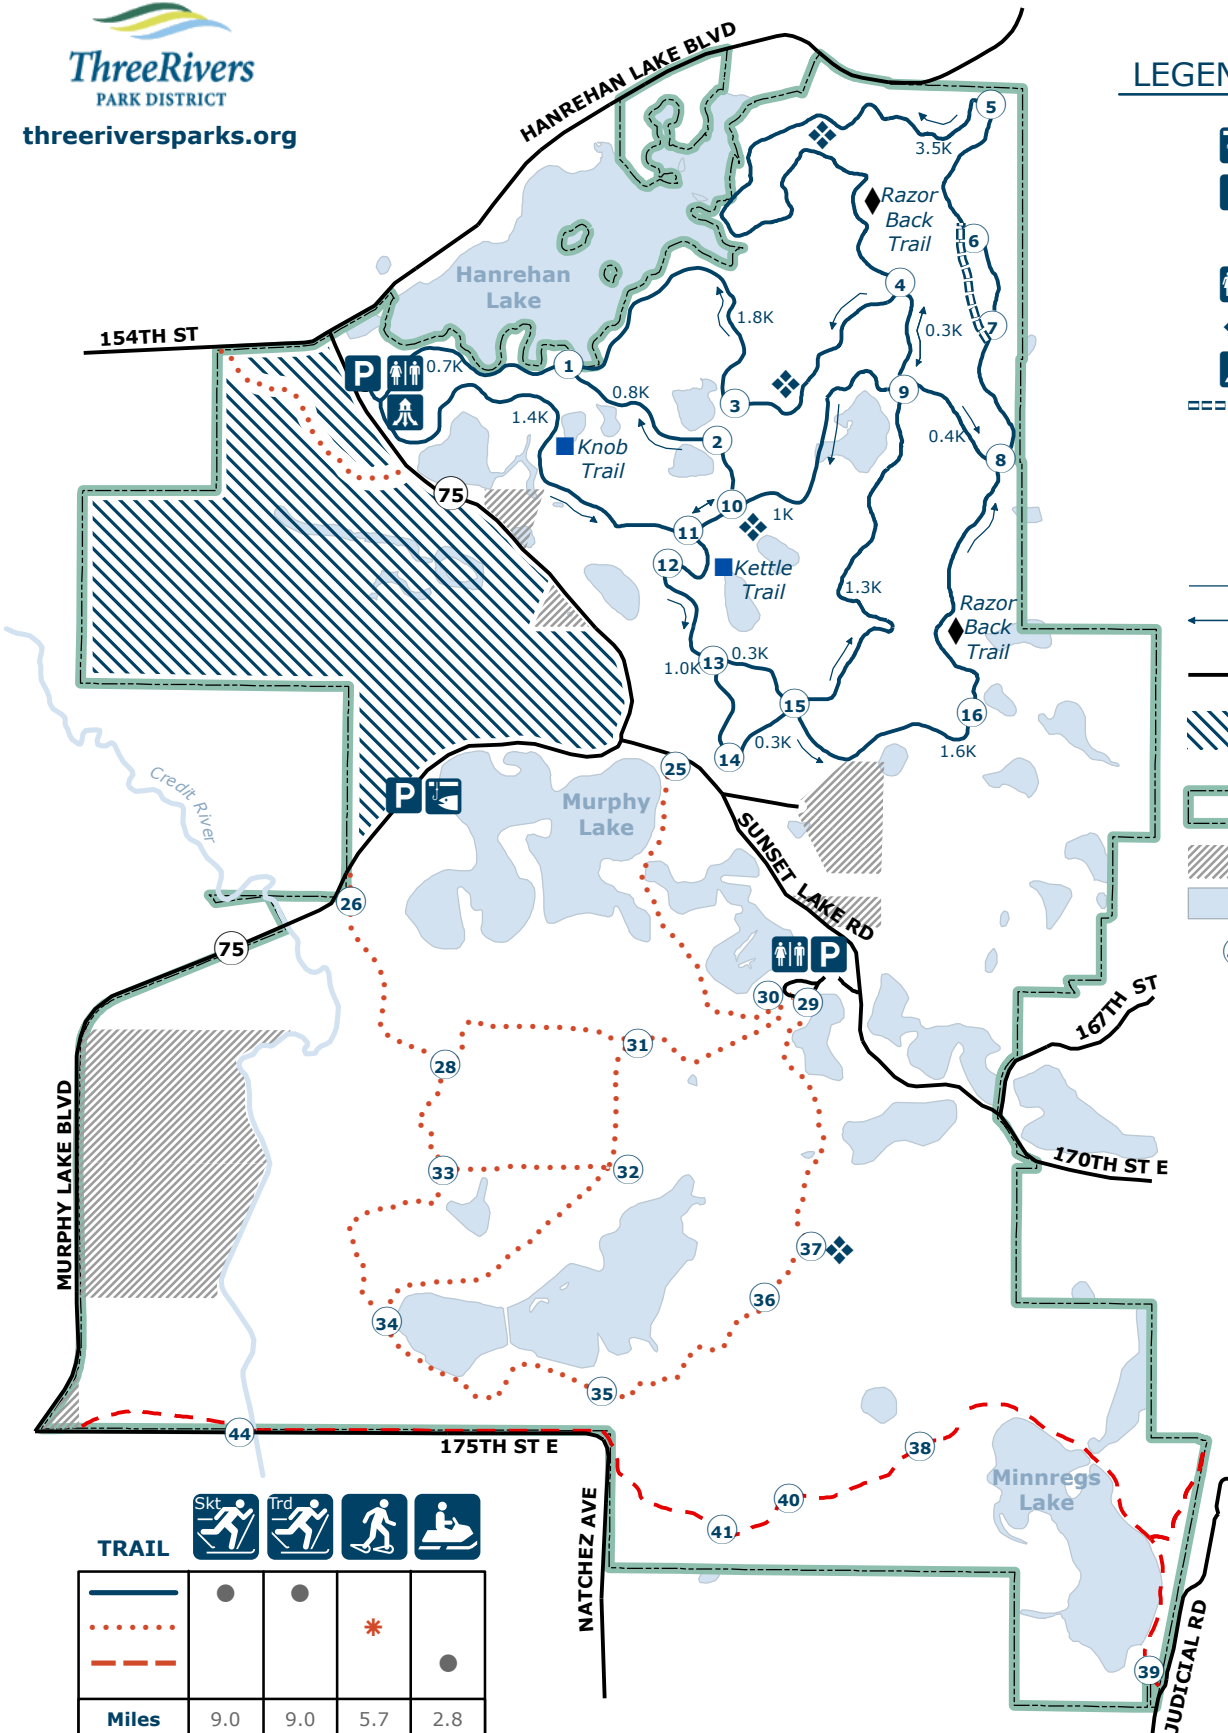 ThreeRivers
PARK DISTRICT
threeriversparks.org
HANREHAN LAKE BLVD
LEGEN
5
3.5K
Razor
Back
Trail
6
Hanrehan
Lake
4
1.8K
0.3K
7
154TH ST
P
0.7K
1
0.8K
9
3
1.4K
0.4K
2
Knob
Trail
8
75
10
1K
11
12
Kettle
Trail
1.3K
Razor
Back
Trail
0.3K
13
1.0K
15
16
0.3K
1.6K
14
25
Credit River
P
Murphy
Lake
SUNSET LAKE RD
26
75
P
30
29
167TH ST
31
28
MURPHY LAKE BLVD
170TH ST E
33
32
37
36
34
35
44
175TH ST E
38
Minnregs
Lake
40
41
NATCHEZ AVE
39
JUDICIAL RD
Skt
Trd
TRAIL
Miles
9.0
9.0
5.7
2.8